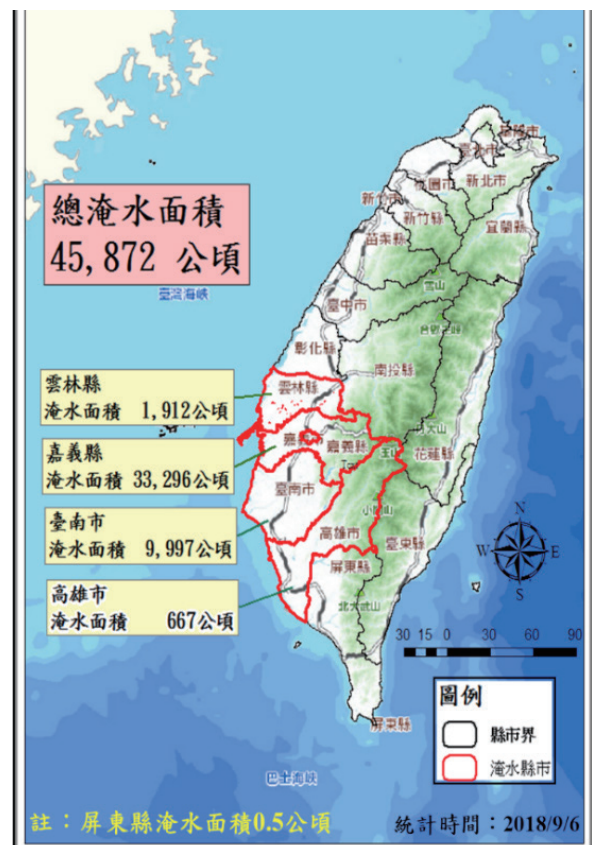 總淹水面積
45,872 公頃
臺北市
桃園市
新北市
新竹市
新竹縣
宜蘭縣
苗栗縣
雪山
臺灣海峽
臺中市
彰化縣
南投縣
雲林縣
淹水面積 1,912公頃
雲林縣
嘉義縣
淹水面積 33,296公頃
嘉義縣
玉山
花蓮縣
臺南市
淹水面積 9,997公頃
臺南市
高雄市
臺東縣
屏東縣
高雄市
淹水面積 667公頃
北大武山
N
W E
S
30 15 0 30 60 90
圖例
縣市界
淹水縣市
屏東縣
巴士海峽
註：屏東縣淹水面積0.5公頃
統計時間：2018/9/6